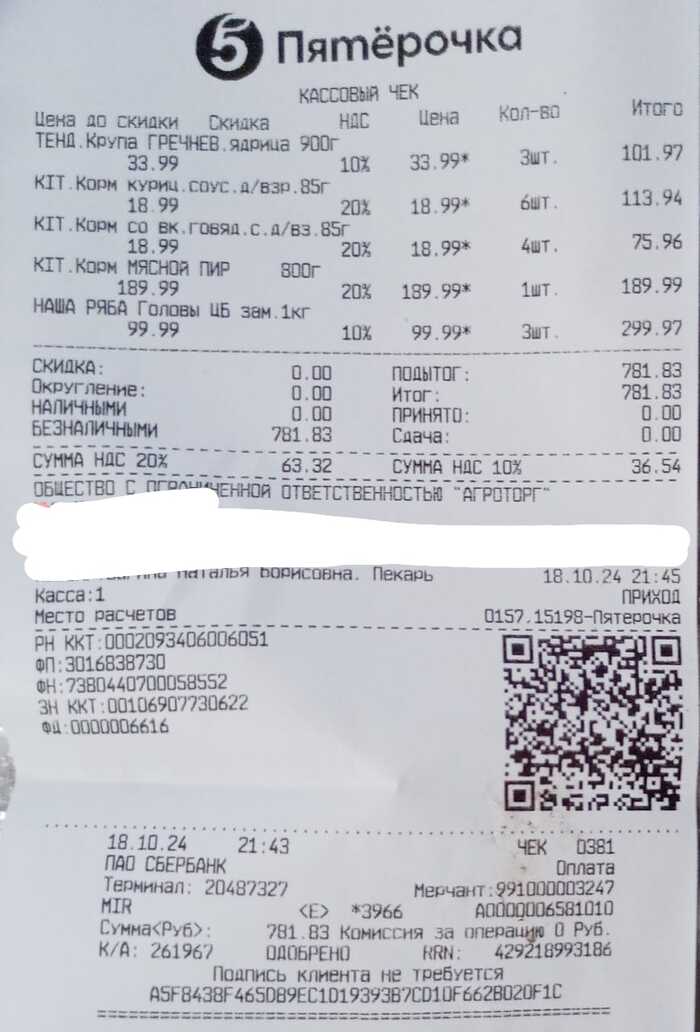 5 Пятёрочка
КАССОВЫЙ ЧЕК
Цена до скидки Скидка НДС Цена Кол-во Итого
ТЕНД.Крупа ГРЕЧНЕВ.ядрица 900г
33.99 10% 33.99* 3шт. 101.97
KIT.Корм куриц.соус.д/взр.85г
18.99 20% 18.99* 6шт. 113.94
KIT.Корм со вк.говяд.с.д/вз.85г
18.99 20% 18.99* 4шт. 75.96
KIT.Корм МЯСНОЙ ПИР 800г
189.99 20% 189.99* 1шт. 189.99
НАША РЯБА Головы ЦБ зам.1кг
99.99 10% 99.99* 3шт. 299.97
СКИДКА: 0.00 ПОДЫТОГ: 781.83
Округление: 0.00 Итог: 781.83
НАЛИЧНЫМИ 0.00 ПРИНЯТО: 0.00
БЕЗНАЛИЧНЫМИ 781.83 Сдача: 0.00
СУММА НДС 20% 63.32 СУММА НДС 10% 36.54
ОБЩЕСТВО С ОГРАНИЧЕННОЙ ОТВЕТСТВЕННОСТЬЮ "АГРОТОРГ"
Наталья Борисовна. Пекарь 18.10.24 21:45
Касса:1 ПРИХОД
Место расчетов 0157.15198-Пятерочка
РН ККТ:0002093406006051
ФП:3016838730
ФН:7380440700058552
ЗН ККТ:00106907730622
ФД:0000006616
18.10.24 21:43 ЧЕК 0381
ПАО СБЕРБАНК Оплата
Терминал: 20487327 Мерчант:991000003247
MIR <E> *3966 A0000006581010
Сумма<Руб>: 781.83 Комиссия за операцию 0 Руб.
К/А: 261967 ОДОБРЕНО RRN: 429218993186
Подпись клиента не требуется
A5F8438F465D89EC1D19393B7CD10F662B020F1C